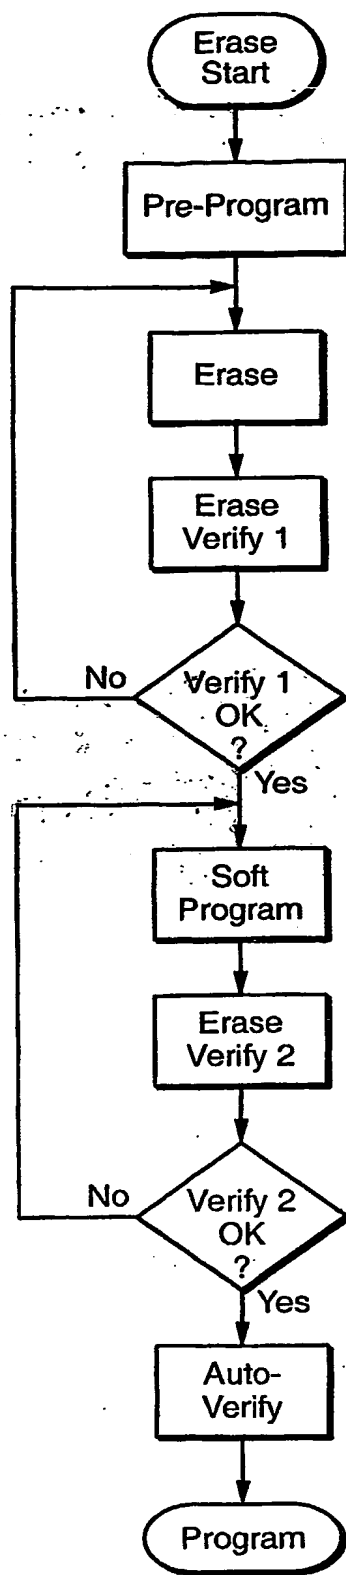 Erase
Start
Pre-Program
Erase
Erase
Verify 1
No
Verify 1
OK
?
Yes
Soft
Program
Erase
Verify 2
No
Verify 2
OK
?
Yes
Auto-
Verify
Program